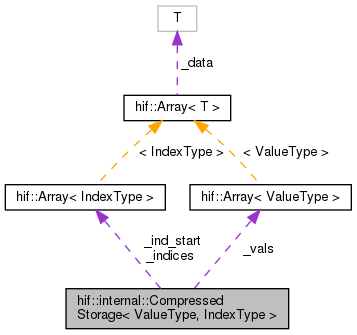 T
_data
hif::Array< T >
< IndexType >
< ValueType >
hif::Array< IndexType >
hif::Array< ValueType >
_ind_start
_indices
_vals
hif::internal::Compressed
Storage< ValueType, IndexType >